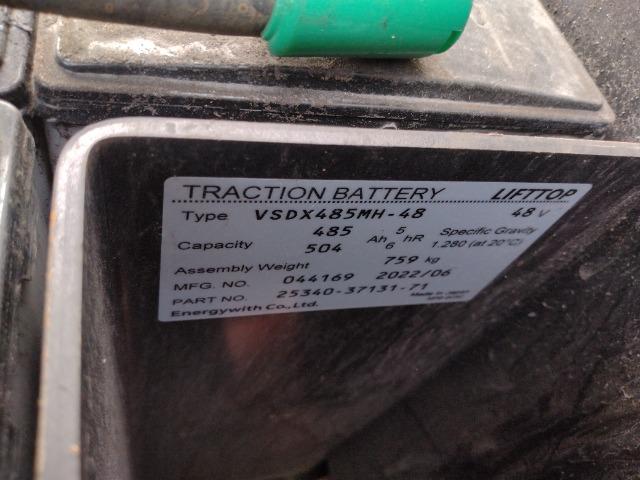 TRACTION BATTERY LIFTTOP
Type VSDX485MH-48 48 V
Capacity 485 Ah 5 hR Specific Gravity
504 6 1.280 (at 20°C)
Assembly Weight 759 kg
MFG. NO. 044169 2022/06
PART NO. 25340-37131-71 Made in Japan
Energywith Co.,Ltd.